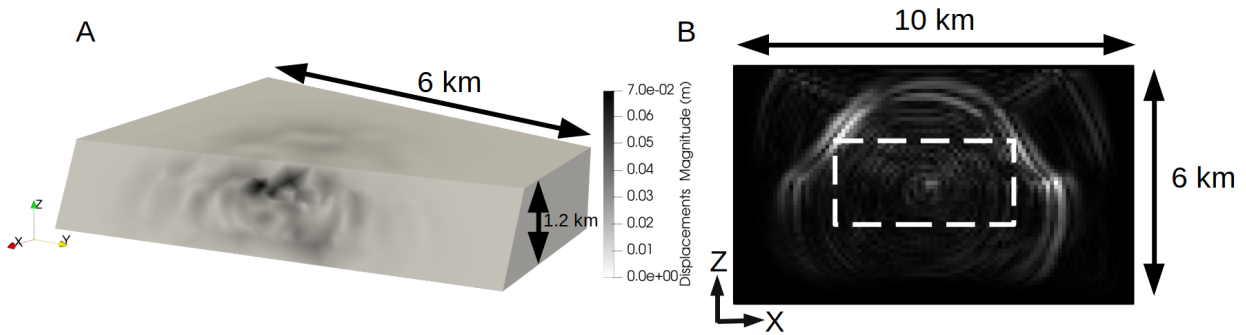 A
6 km
1.2 km
z
X
Y
7.0e-02
0.06
0.05
0.04
0.03
0.02
0.01
0.0e+00
Displacements Magnitude (m)
B
10 km
6 km
Z
X